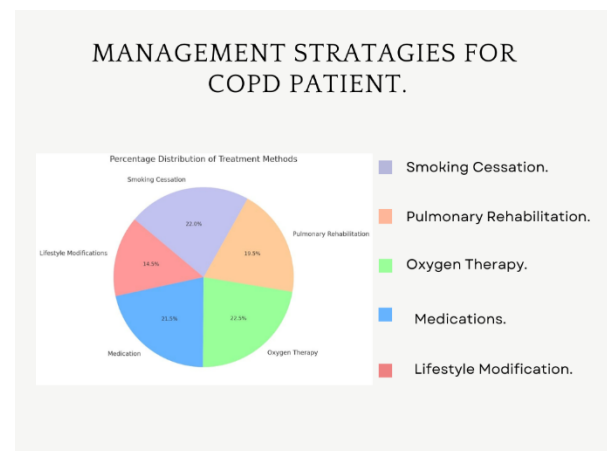 MANAGEMENT STRATAGIES FOR
COPD PATIENT.
Percentage Distribution of Treatment Methods
Smoking Cessation
22.0%
Pulmonary Rehabilitation
19.5%
Lifestyle Modifications
14.5%
21.5%
22.5%
Medication
Oxygen Therapy
Smoking Cessation.
Pulmonary Rehabilitation.
Oxygen Therapy.
Medications.
Lifestyle Modification.